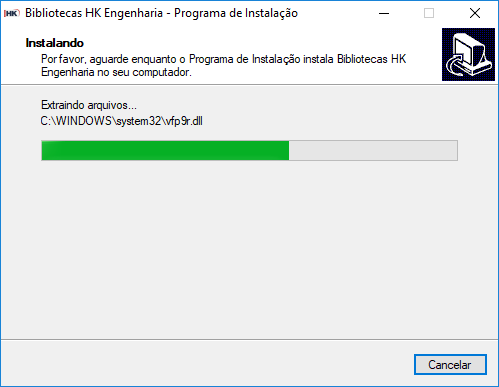 HK Bibliotecas HK Engenharia - Programa de Instalação
Instalando
Por favor, aguarde enquanto o Programa de Instalação instala Bibliotecas HK
Engenharia no seu computador.
Extraindo arquivos...
C:\WINDOWS\system32\vfp9r.dll
Cancelar